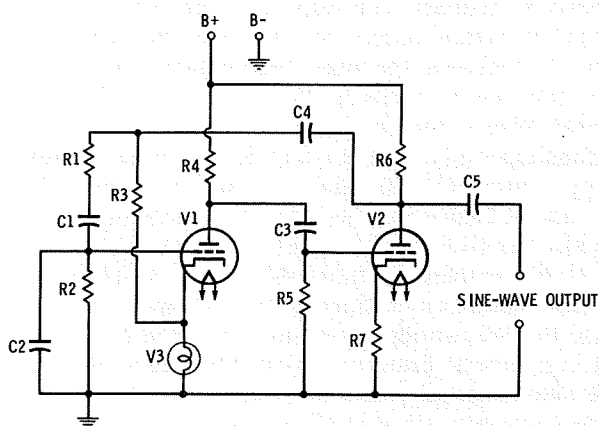 B+ B-
C4
R1
R4
R6
R3
C5
V1
V2
C1
C3
R2
R5
SINE-WAVE OUTPUT
C2
V3
R7